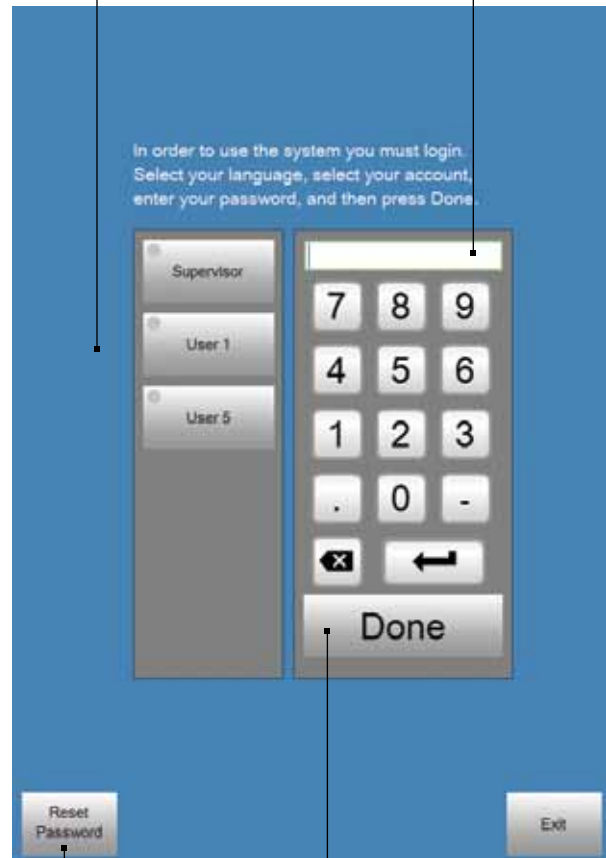 In order to use the system you must login.
Select your language, select your account,
enter your password, and then press Done.
Supervisor
User 1
User 5
7 8 9
4 5 6
1 2 3
. 0 -
Done
Reset
Password
Exit